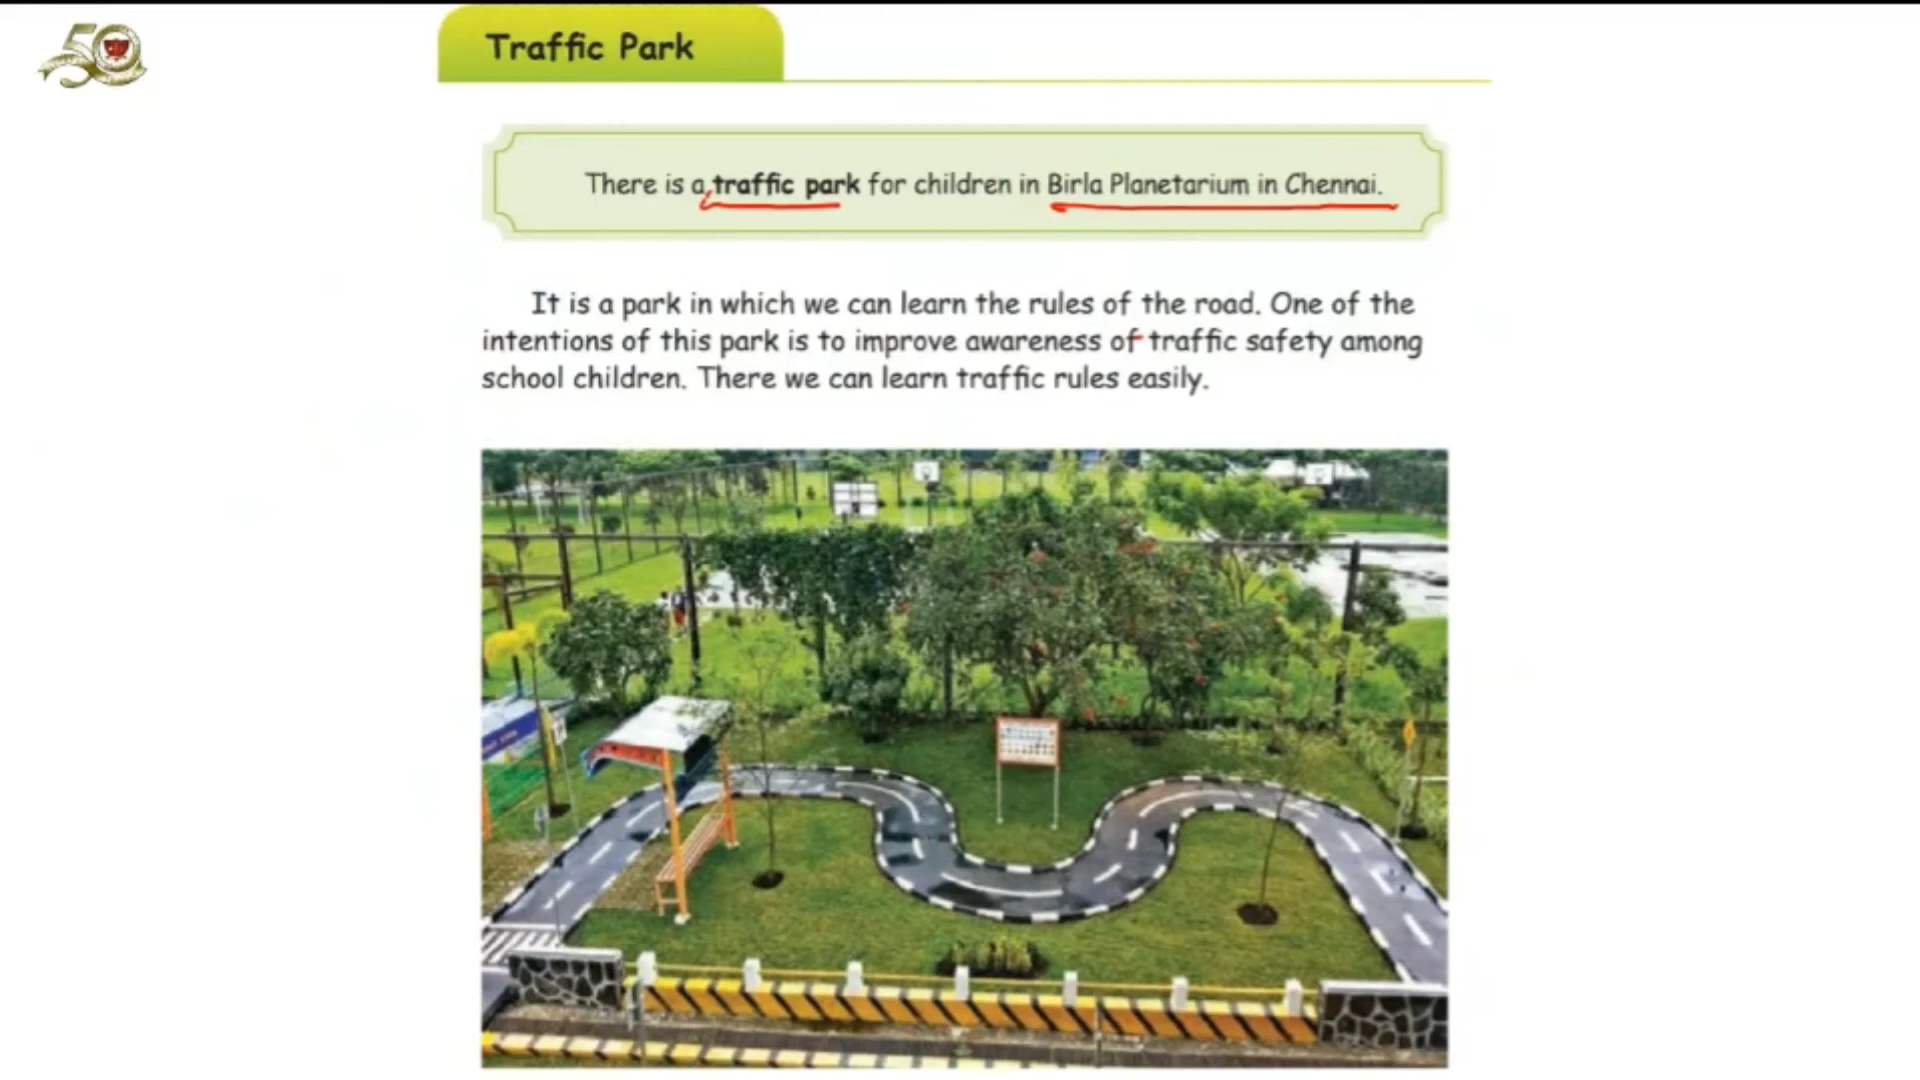 50
Traffic Park
There is a traffic park for children in Birla Planetarium in Chennai.
It is a park in which we can learn the rules of the road. One of the
intentions of this park is to improve awareness of traffic safety among
school children. There we can learn traffic rules easily.